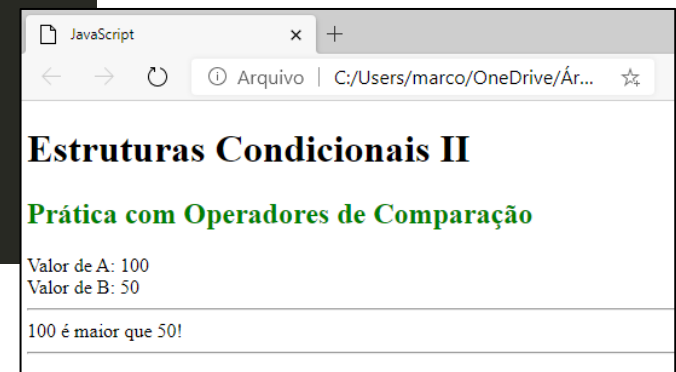 JavaScript
Arquivo | C:/Users/marco/OneDrive/Ár...
Estruturas Condicionais II
Prática com Operadores de Comparação
Valor de A: 100
Valor de B: 50
100 é maior que 50!